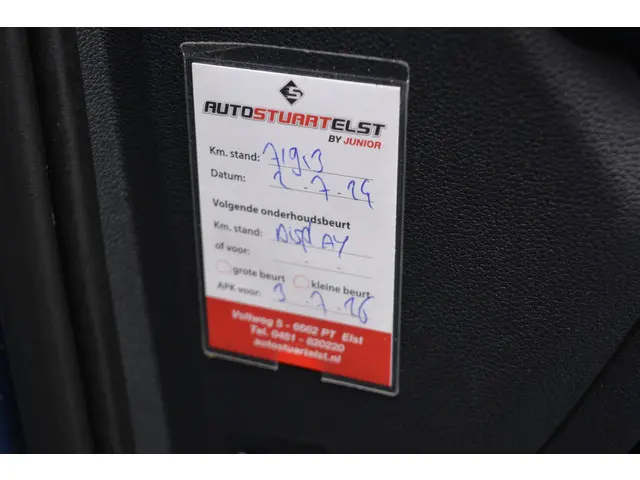 S
AUTOSTUARTELST
BY JUNIOR
Km. stand: 71913
Datum: 2-7-24
Volgende onderhoudsbeurt
Km. stand: DISPLAY
of voor:
grote beurt kleine beurt
APK voor: 3-7-26
Voltweg 5 - 6662 PT Elst
Tel. 0481 - 820220
autostuartelst.nl